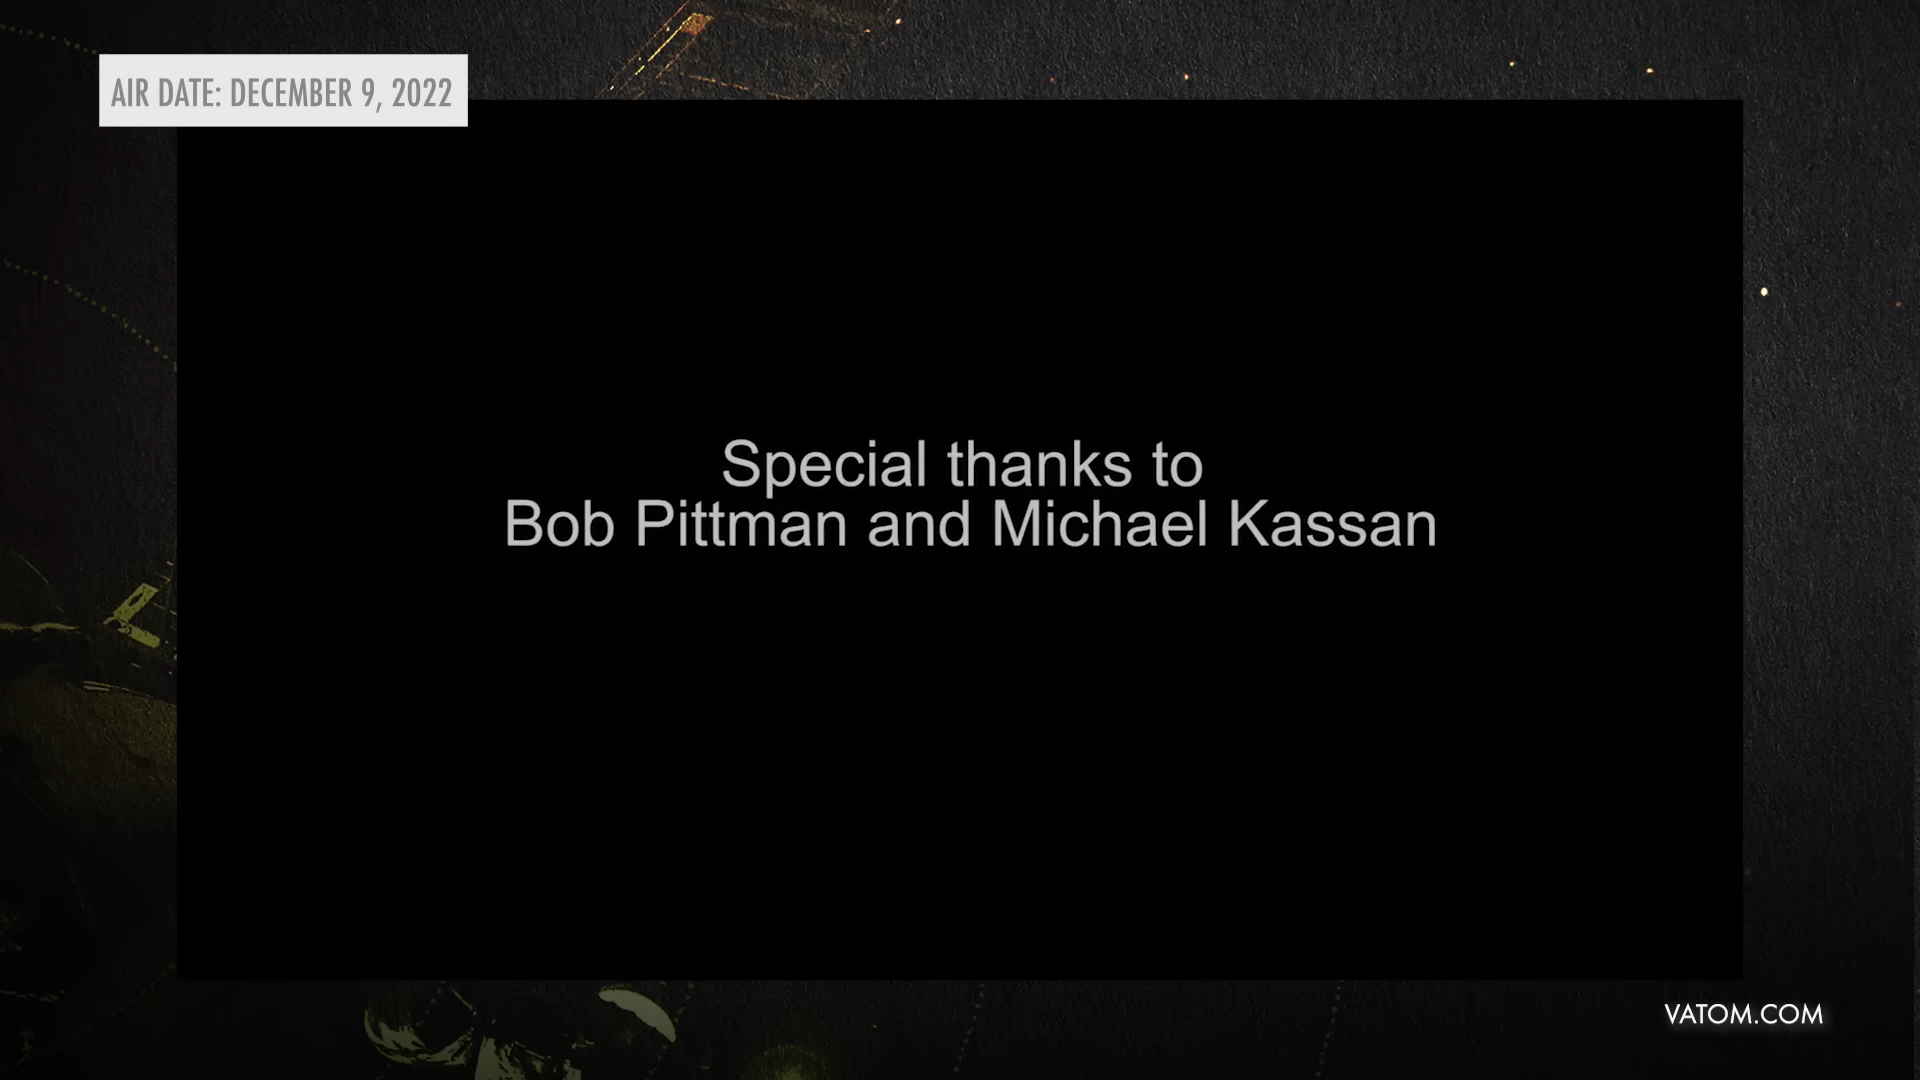 AIR DATE: DECEMBER 9, 2022
Special thanks to
Bob Pittman and Michael Kassan
VATOM.COM